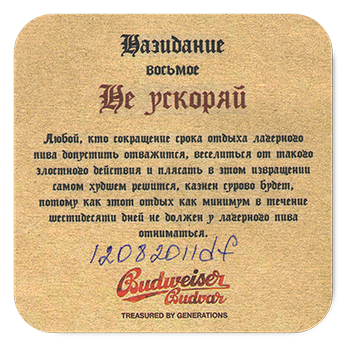 Назидание
восьмое
Не ускоряй
Любой, кто сокращение срока отдыха лагерного
пива допустить отважится, веселиться от такого
злостного действия и плясать в этом извращении
самом худшем решится, казнен сурово будет,
потому как этот отдых как минимум в течение
шестидесяти дней не должен у лагерного пива
отниматься.
12082011df
Budweiser
Budvar
TREASURED BY GENERATIONS